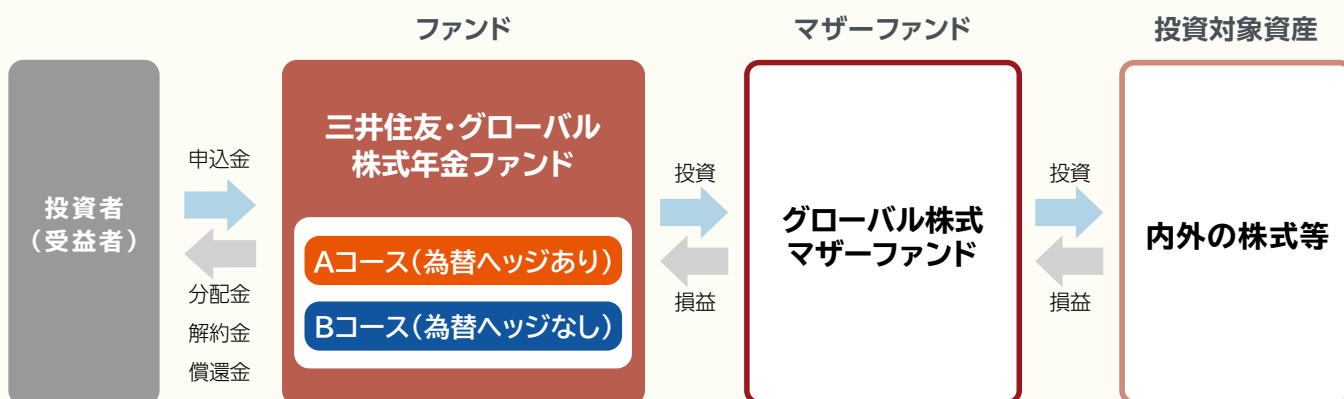 ファンド
マザーファンド
投資対象資産
投資者
（受益者）
申込金
分配金
解約金
償還金
三井住友・グローバル
株式年金ファンド
Aコース（為替ヘッジあり）
Bコース（為替ヘッジなし）
投資
損益
グローバル株式
マザーファンド
投資
損益
内外の株式等